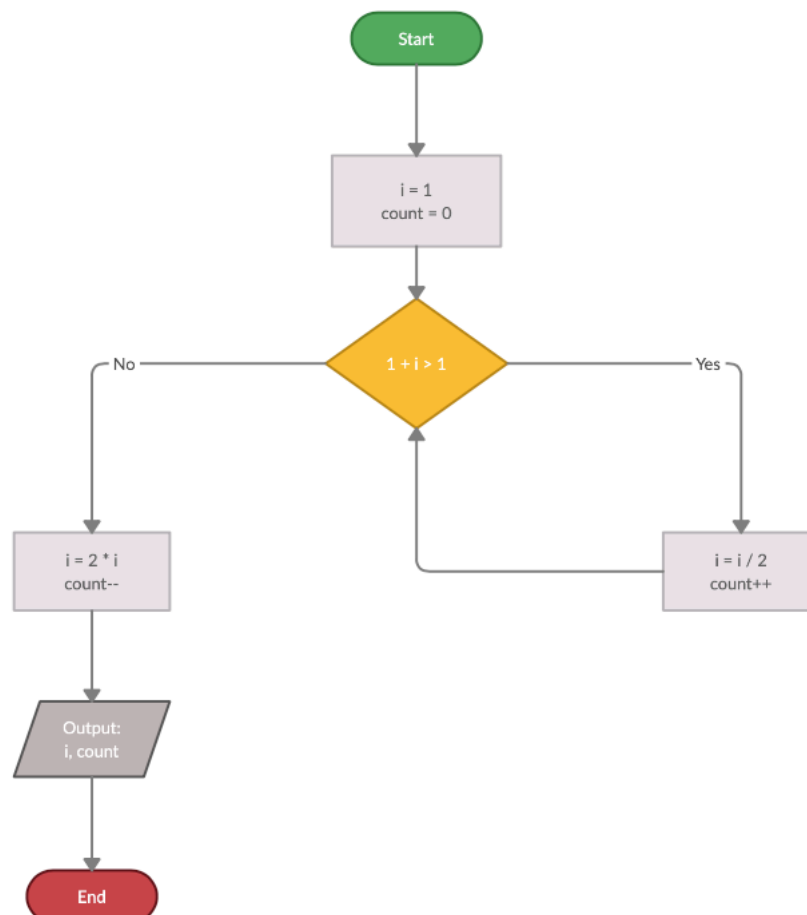 Start
i = 1
count = 0
1 + i > 1
No
Yes
i = 2 * i
count--
i = i / 2
count++
Output:
i, count
End